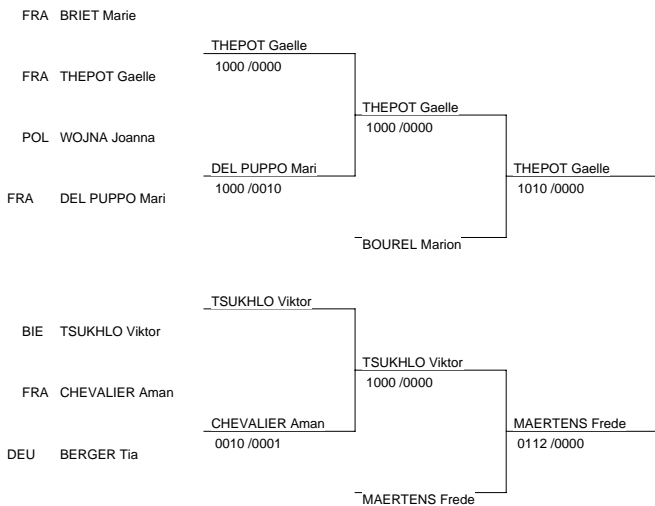 FRA BRIET Marie
THEPOT Gaelle
1000 /0000
FRA THEPOT Gaelle
THEPOT Gaelle
1000 /0000
POL WOJNA Joanna
DEL PUPPO Mari
1000 /0010
THEPOT Gaelle
1010 /0000
FRA DEL PUPPO Mari
BOUREL Marion
TSUKHLO Viktor
BIE TSUKHLO Viktor
TSUKHLO Viktor
1000 /0000
FRA CHEVALIER Aman
CHEVALIER Aman
0010 /0001
MAERTENS Frede
0112 /0000
DEU BERGER Tia
MAERTENS Frede